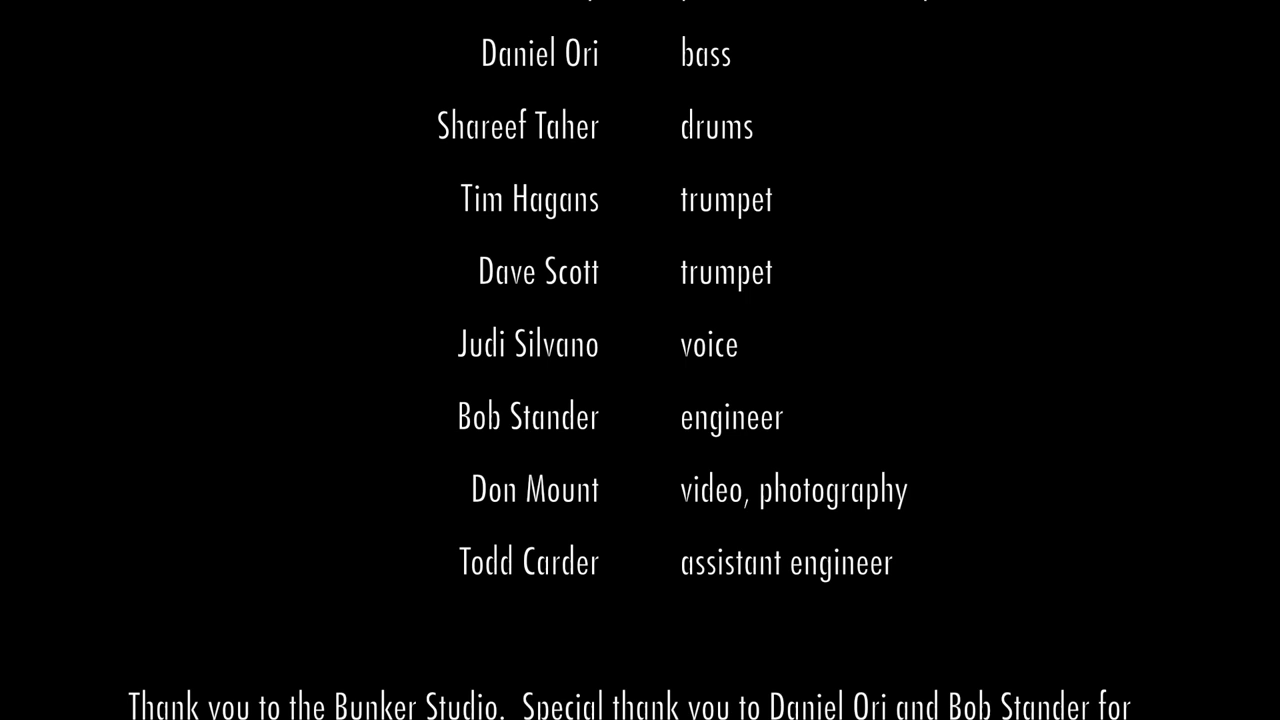 Daniel Ori bass
Shareef Taher drums
Tim Hagans trumpet
Dave Scott trumpet
Judi Silvano voice
Bob Stander engineer
Don Mount video, photography
Todd Carder assistant engineer
Thank you to the Bunker Studio. Special thank you to Daniel Ori and Bob Stander for